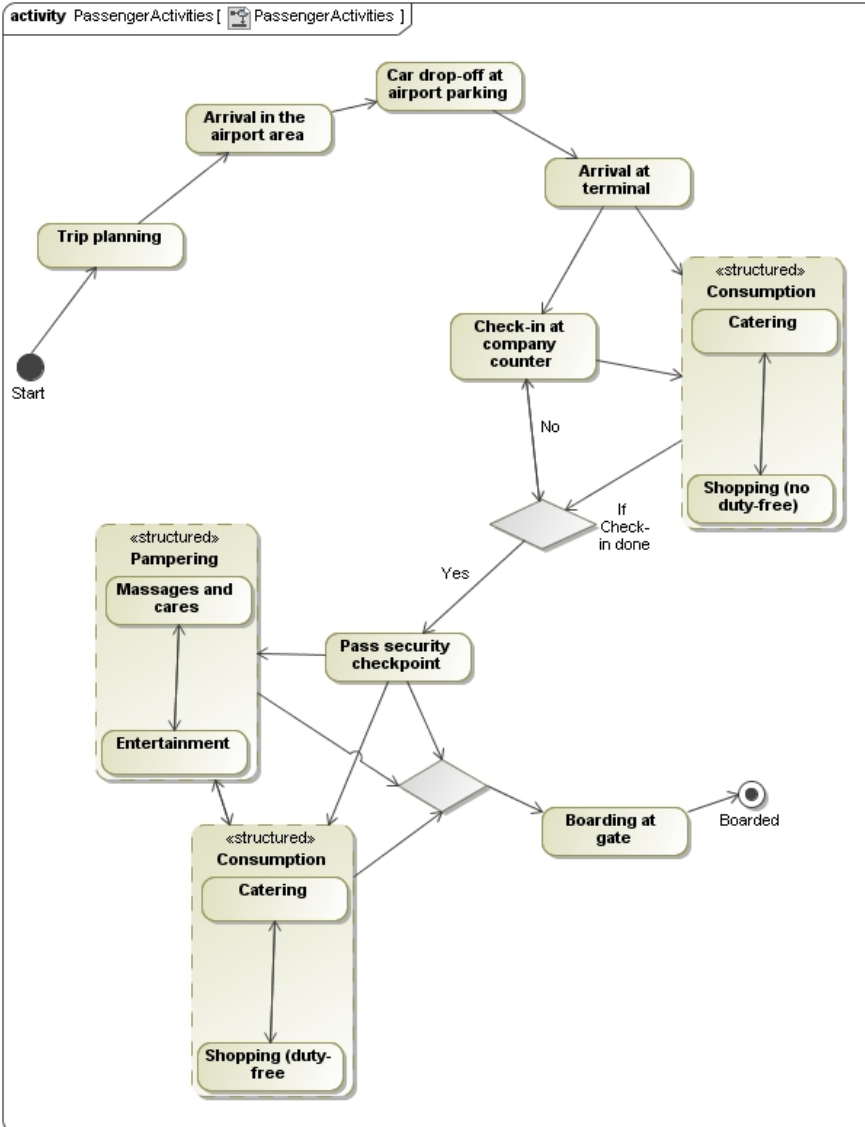 activity PassengerActivities [ PassengerActivities ]
Car drop-off at
airport parking
Arrival in the
airport area
Arrival at
terminal
Trip planning
«structured»
Consumption
Catering
Check-in at
company
counter
Start
No
Shopping (no
duty-free)
If
Check-
in done
«structured»
Pampering
Massages and
cares
Yes
Pass security
checkpoint
Entertainment
Boarding at
gate
Boarded
«structured»
Consumption
Catering
Shopping (duty-
free